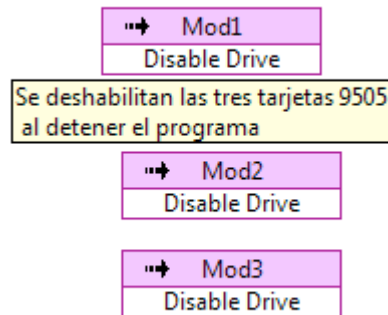 Mod1
Disable Drive
Se deshabilitan las tres tarjetas 9505
al detener el programa
Mod2
Disable Drive
Mod3
Disable Drive